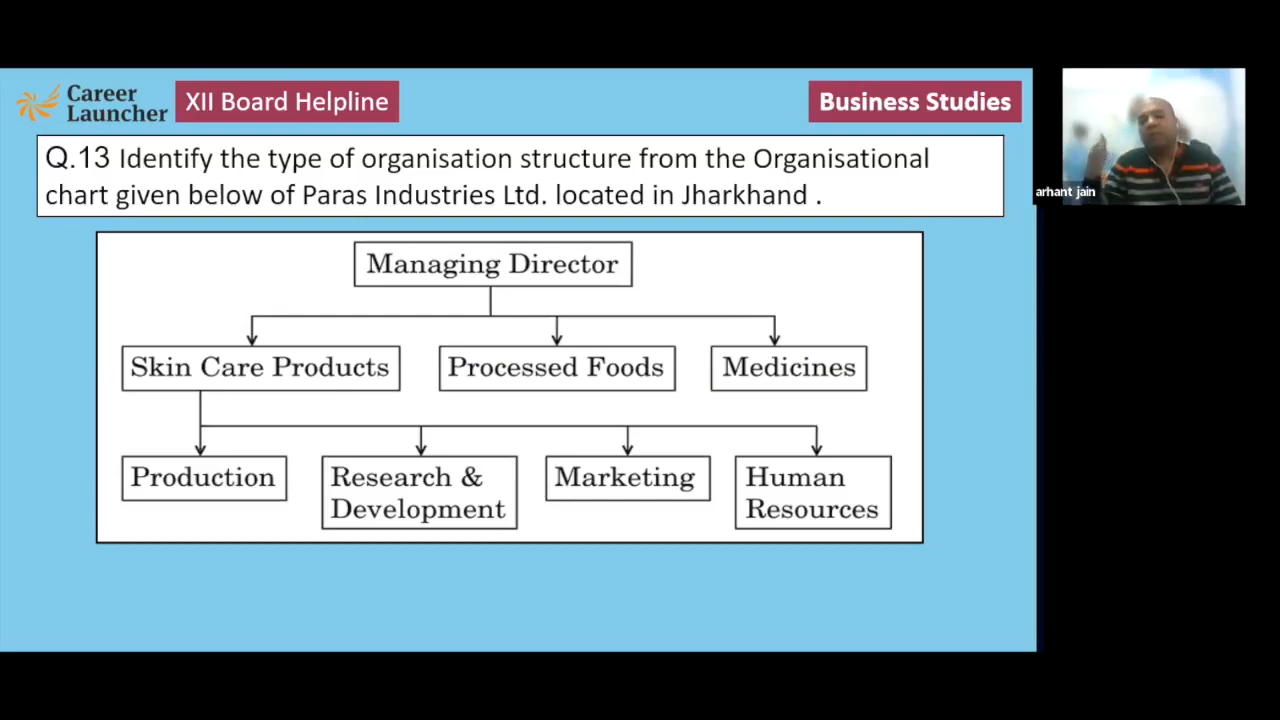 Career
Launcher
XII Board Helpline
Business Studies
Q.13 Identify the type of organisation structure from the Organisational
chart given below of Paras Industries Ltd. located in Jharkhand .
arhant jain
Managing Director
Skin Care Products
Processed Foods
Medicines
Production
Research &
Development
Marketing
Human
Resources